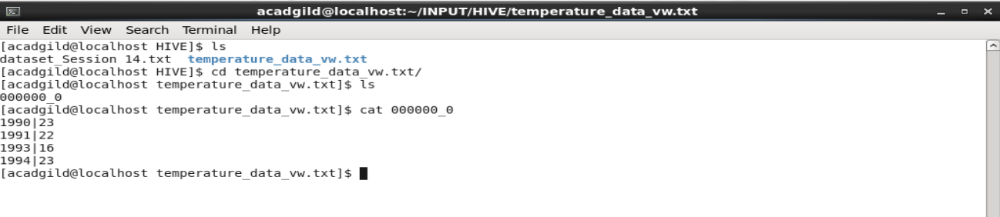 acadgild@localhost:~/INPUT/HIVE/temperature_data_vw.txt
File Edit View Search Terminal Help
[acadgild@localhost HIVE]$ ls
dataset_Session 14.txt  temperature_data_vw.txt
[acadgild@localhost HIVE]$ cd temperature_data_vw.txt/
[acadgild@localhost temperature_data_vw.txt]$ ls
000000_0
[acadgild@localhost temperature_data_vw.txt]$ cat 000000_0
1990|23
1991|22
1993|16
1994|23
[acadgild@localhost temperature_data_vw.txt]$